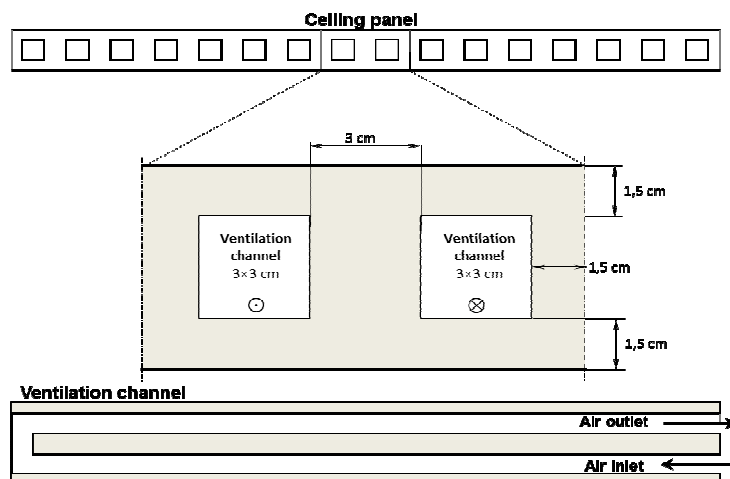 Ceiling panel
3 cm
1,5 cm
Ventilation
channel
3×3 cm
Ventilation
channel
3×3 cm
1,5 cm
1,5 cm
Ventilation channel
Air outlet
Air inlet